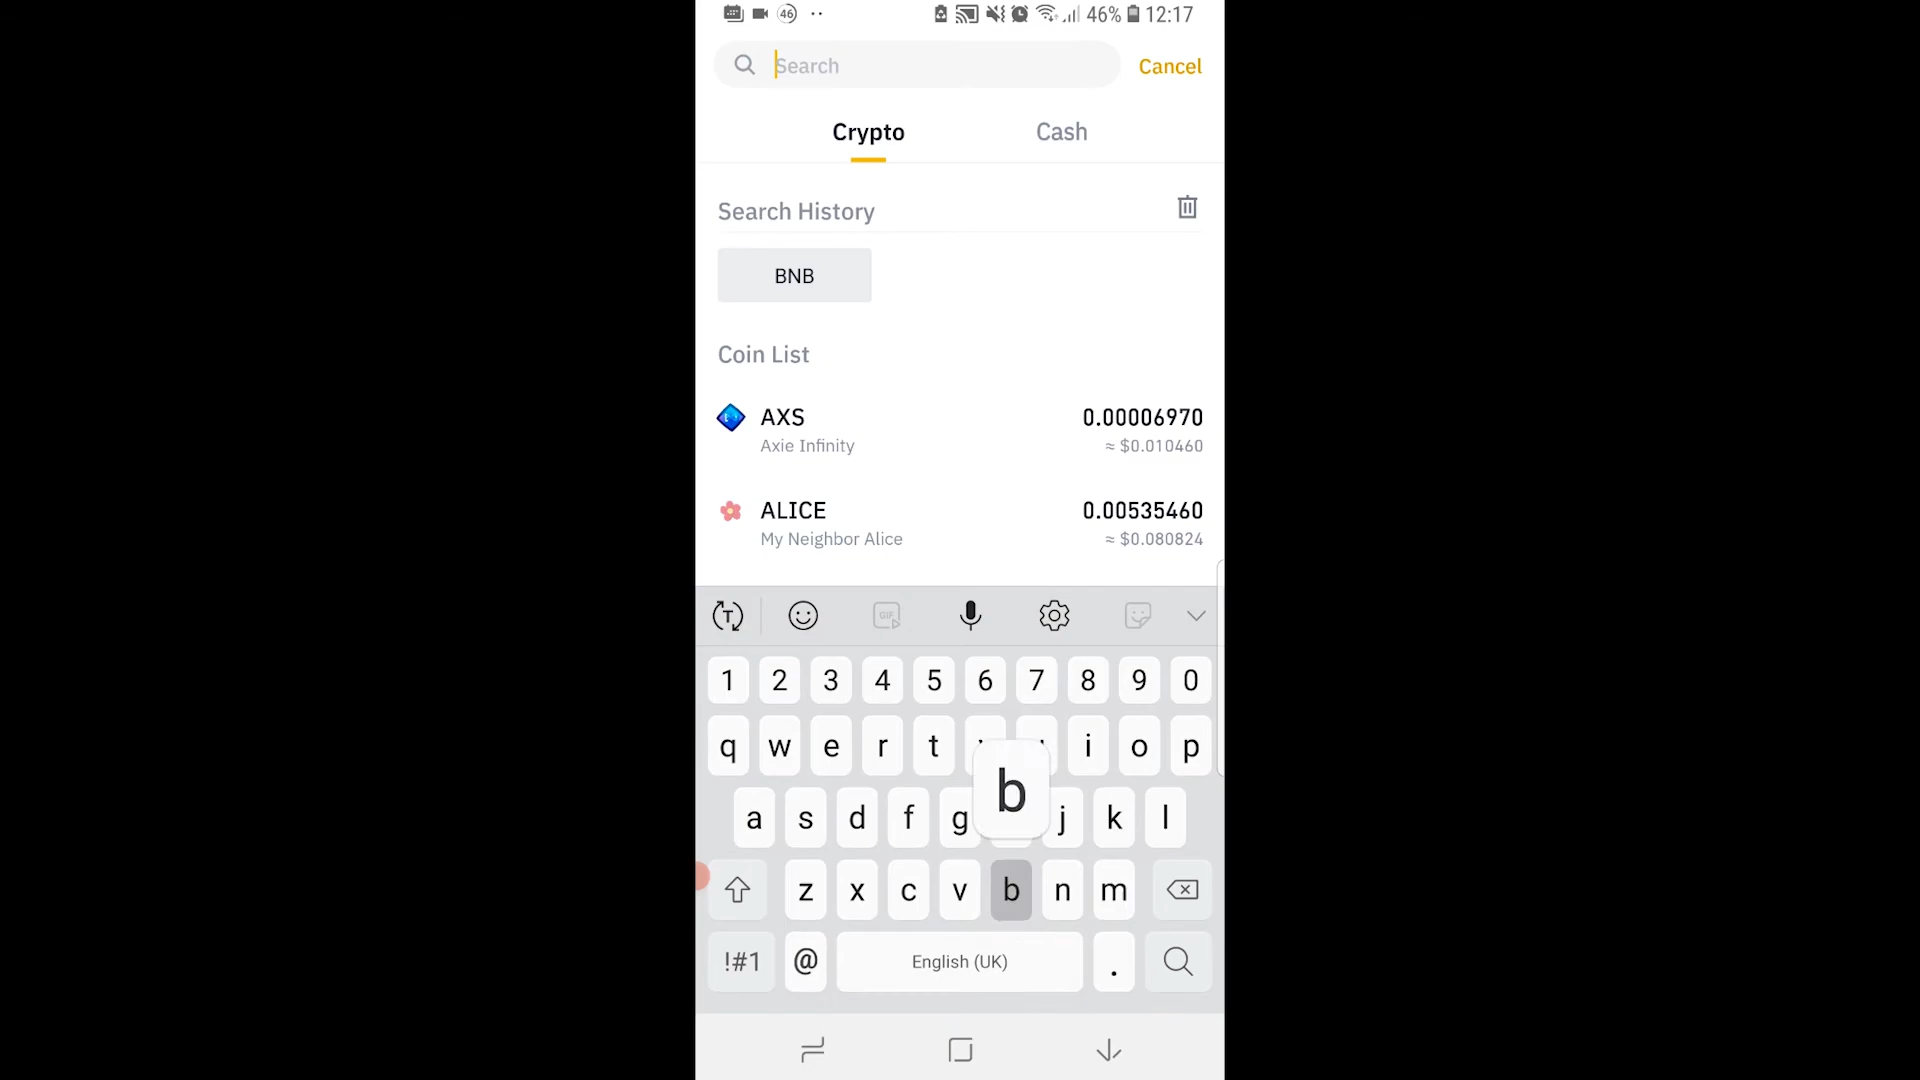 46 46% 12:17
Search Cancel
Crypto Cash
Search History
BNB
Coin List
AXS 0.00006970
Axie Infinity ≈ $0.010460
ALICE 0.00535460
My Neighbor Alice ≈ $0.080824
T GIF
1 2 3 4 5 6 7 8 9 0
q w e r t i o p
b
a s d f g j k l
z x c v b n m
!#1 @ English (UK) .